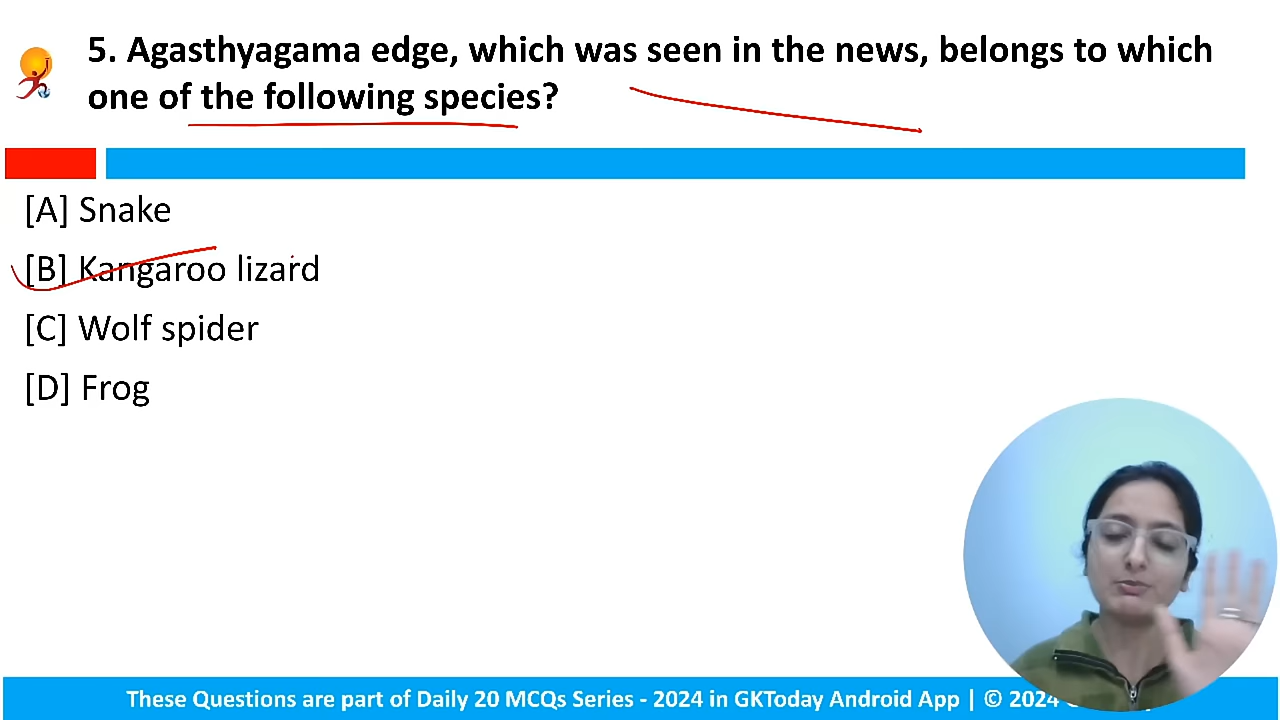 5. Agasthyagama edge, which was seen in the news, belongs to which
one of the following species?
[A] Snake
[B] Kangaroo lizard
[C] Wolf spider
[D] Frog
These Questions are part of Daily 20 MCQs Series - 2024 in GKToday Android App | © 2024